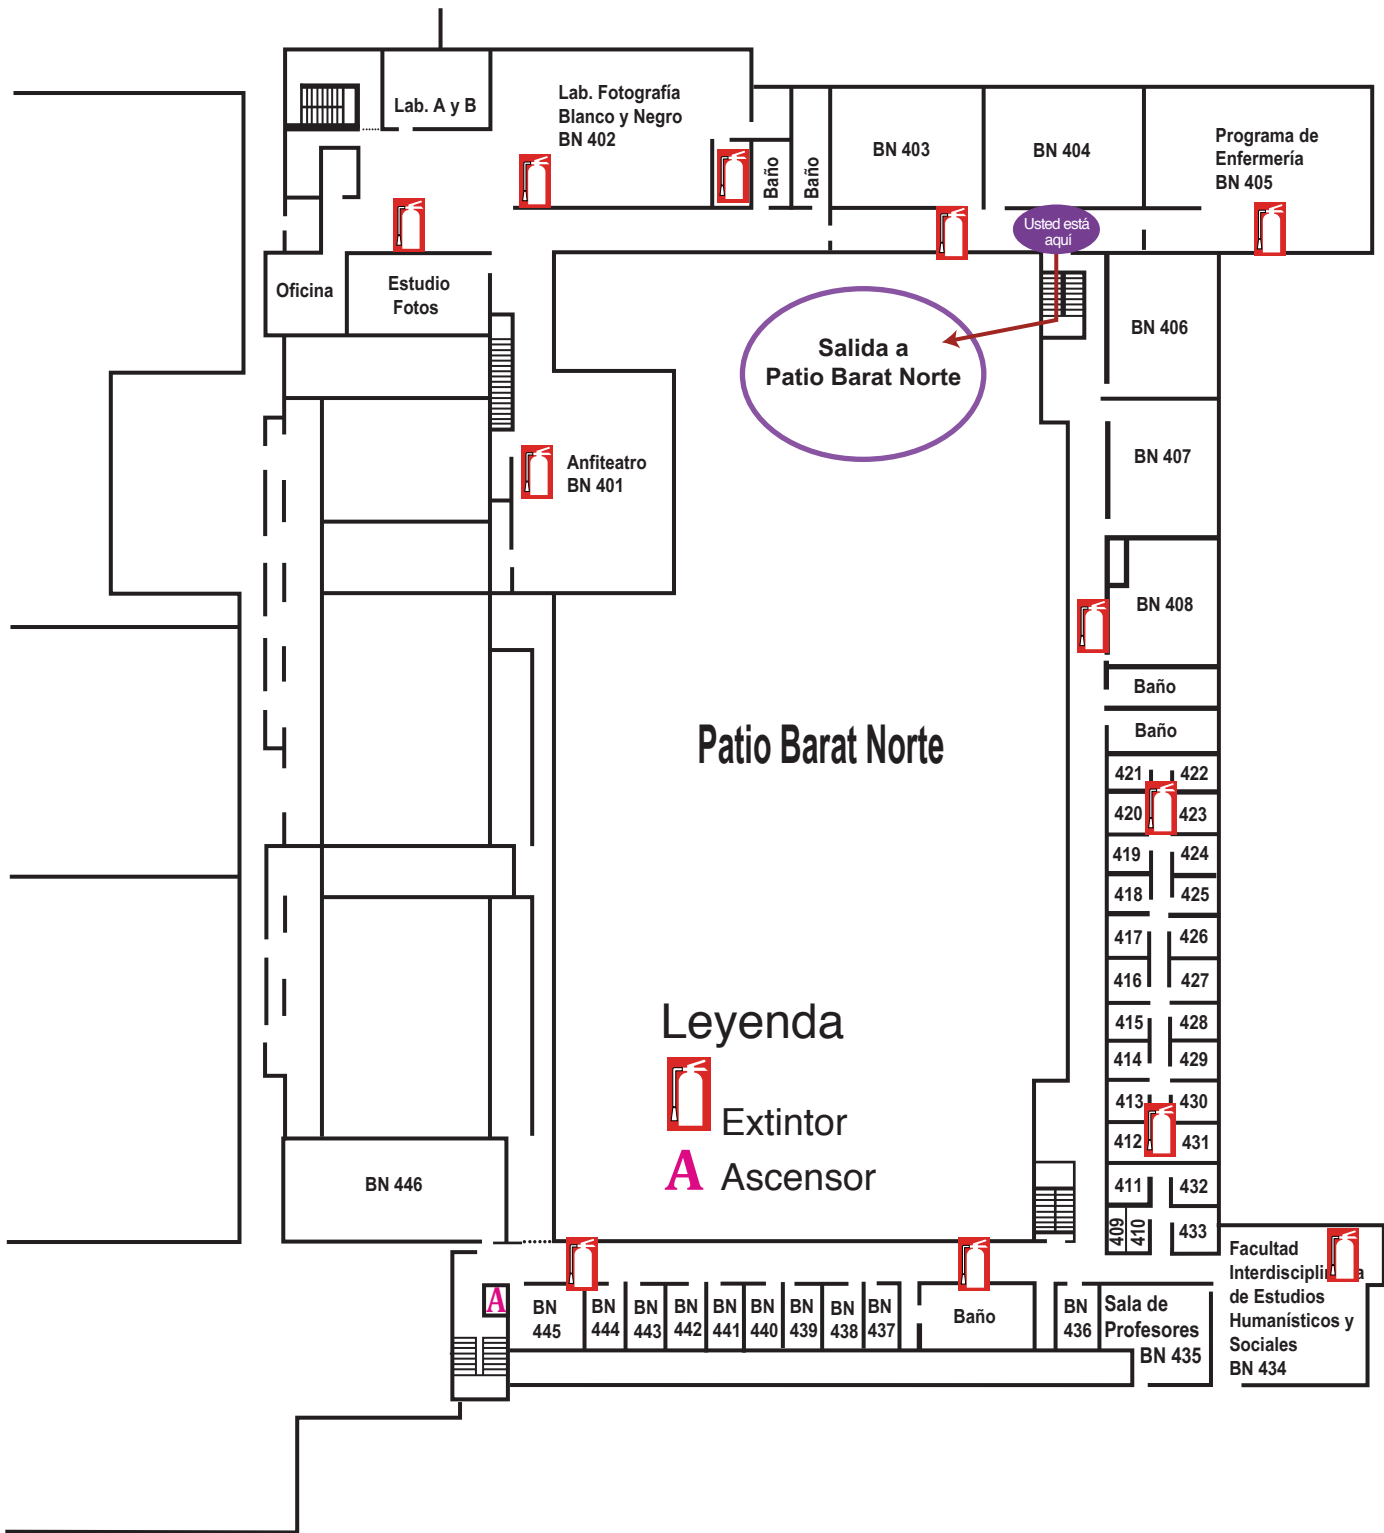 Lab. A y B
Lab. Fotografía
Blanco y Negro
BN 402
Baño
Baño
BN 403
BN 404
Programa de
Enfermería
BN 405
Usted está
aquí
Oficina
Estudio
Fotos
Salida a
Patio Barat Norte
BN 406
BN 407
Anfiteatro
BN 401
BN 408
Baño
Baño
Patio Barat Norte
421 422
420 423
419 424
418 425
417 426
416 427
415 428
414 429
413 430
412 431
411 432
409 410 433
Leyenda
Extintor
A Ascensor
BN 446
A
BN
445
BN
444
BN
443
BN
442
BN
441
BN
440
BN
439
BN
438
BN
437
Baño
BN
436
Sala de
Profesores
BN 435
Facultad
de Estudios
Humanísticos y
Sociales
BN 434